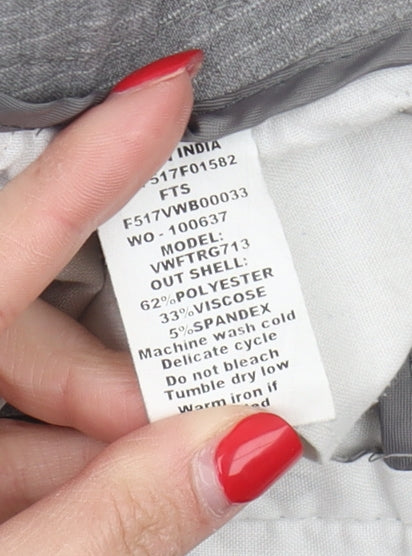 INDIA
517F01582
FTS
F517VWB00033
WO - 100637
MODEL:
VWFTRG713
OUT SHELL:
62%POLYESTER
33%VISCOSE
5%SPANDEX
Machine wash cold
Delicate cycle
Do not bleach
Tumble dry low
Warm iron if